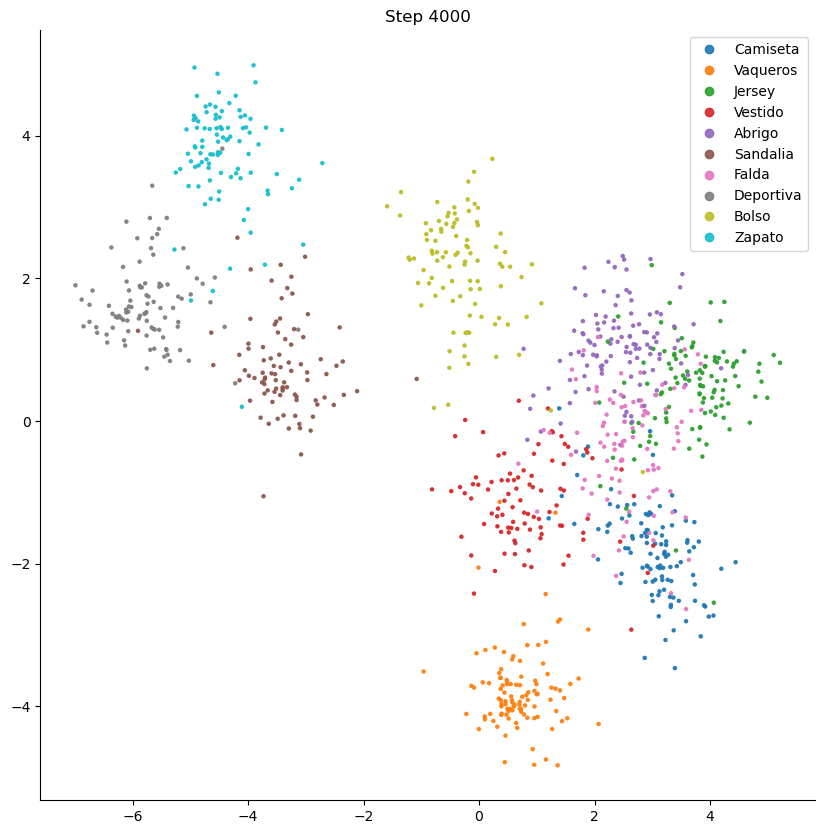 Step 4000
Camiseta
Vaqueros
Jersey
Vestido
Abrigo
Sandalia
Falda
Deportiva
Bolso
Zapato
4
2
0
−2
−4
−6
−4
−2
0
2
4